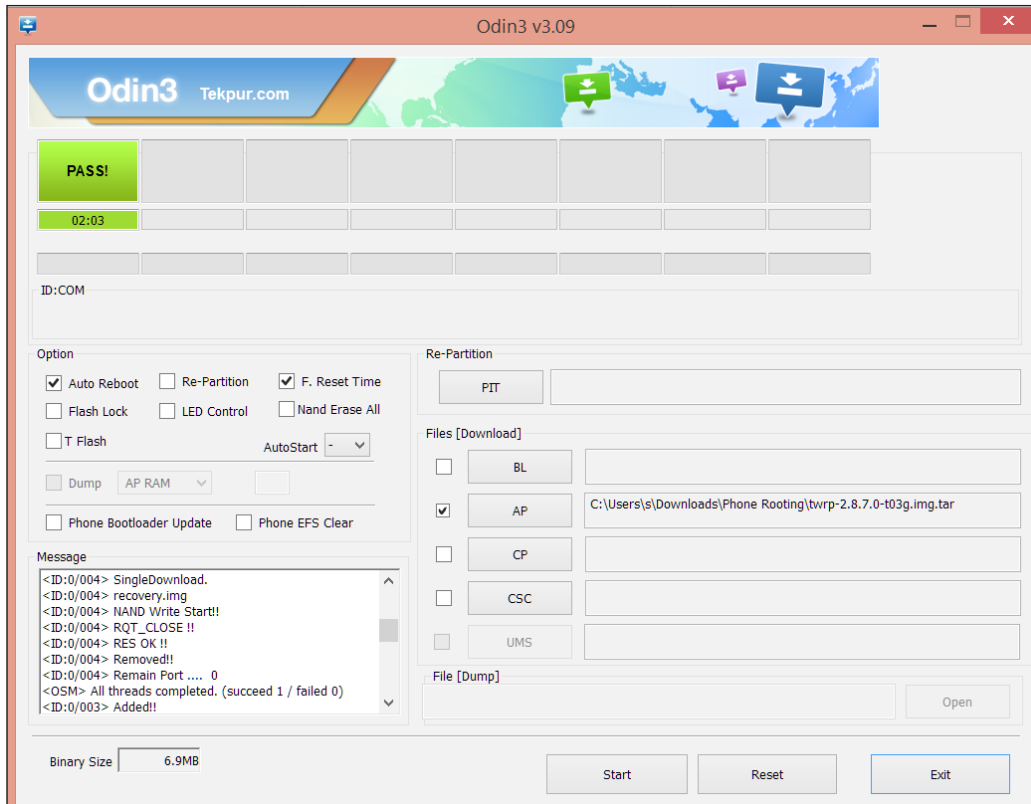 Odin3 v3.09
Odin3 Tekpur.com
PASS!
02:03
ID:COM
Option
Auto Reboot Re-Partition F. Reset Time
Flash Lock LED Control Nand Erase All
T Flash AutoStart -
Dump AP RAM
Phone Bootloader Update Phone EFS Clear
Message
<ID:0/004> SingleDownload.
<ID:0/004> recovery.img
<ID:0/004> NAND Write Start!!
<ID:0/004> RQT_CLOSE !!
<ID:0/004> RES OK !!
<ID:0/004> Removed!!
<ID:0/004> Remain Port .... 0
<OSM> All threads completed. (succeed 1 / failed 0)
<ID:0/003> Added!!
Re-Partition
PIT
Files [Download]
BL
AP C:\Users\s\Downloads\Phone Rooting\twrp-2.8.7.0-t03g.img.tar
CP
CSC
UMS
File [Dump]
Open
Binary Size 6.9MB
Start Reset Exit